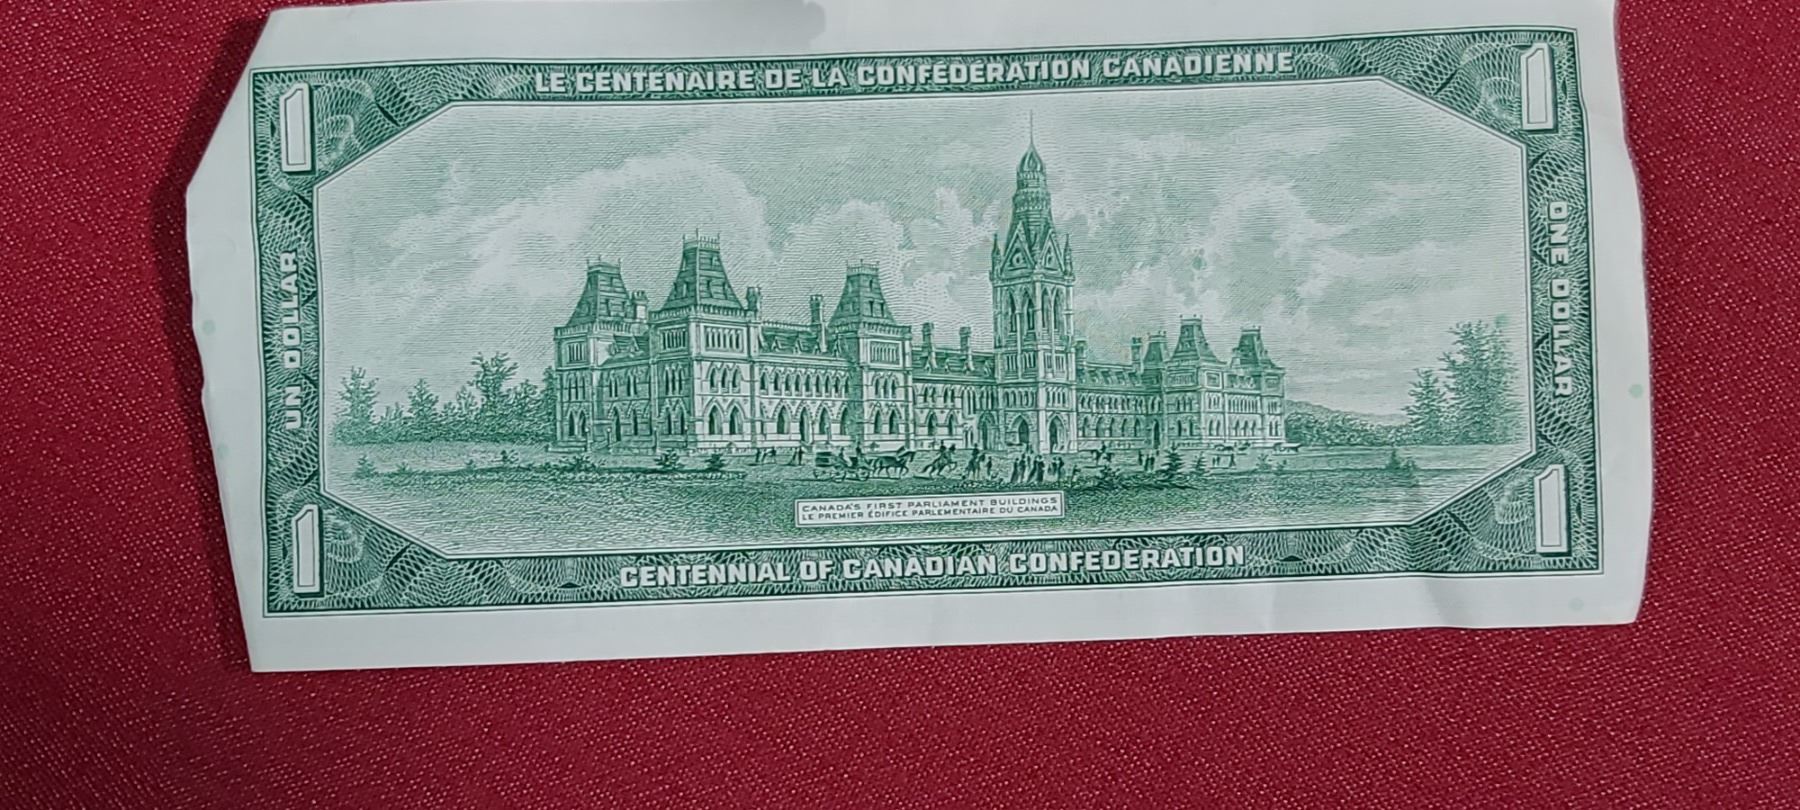 LE CENTENAIRE DE LA CONFÉDÉRATION CANADIENNE
1
1
UN DOLLAR
ONE DOLLAR
CANADA'S FIRST PARLIAMENT BUILDINGS
LE PREMIER ÉDIFICE PARLEMENTAIRE DU CANADA
1
1
CENTENNIAL OF CANADIAN CONFEDERATION